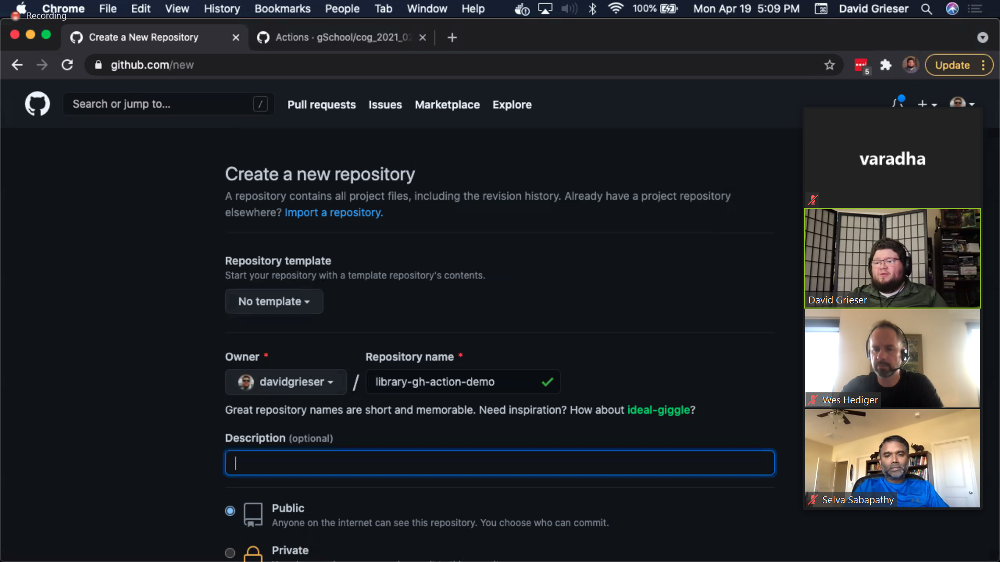 Chrome File Edit View History Bookmarks People Tab Window Help 100% Mon Apr 19 5:09 PM David Grieser
Recording
Create a New Repository
Actions · gSchool/cog_2021_02
github.com/new
5
Update
Search or jump to...
/
Pull requests Issues Marketplace Explore
Create a new repository
A repository contains all project files, including the revision history. Already have a project repository
elsewhere? Import a repository.
Repository template
Start your repository with a template repository's contents.
No template
Owner * Repository name *
davidgrieser / library-gh-action-demo
Great repository names are short and memorable. Need inspiration? How about ideal-giggle?
Description (optional)
Public
Anyone on the internet can see this repository. You choose who can commit.
Private
varadha
David Grieser
Wes Hediger
Selva Sabapathy